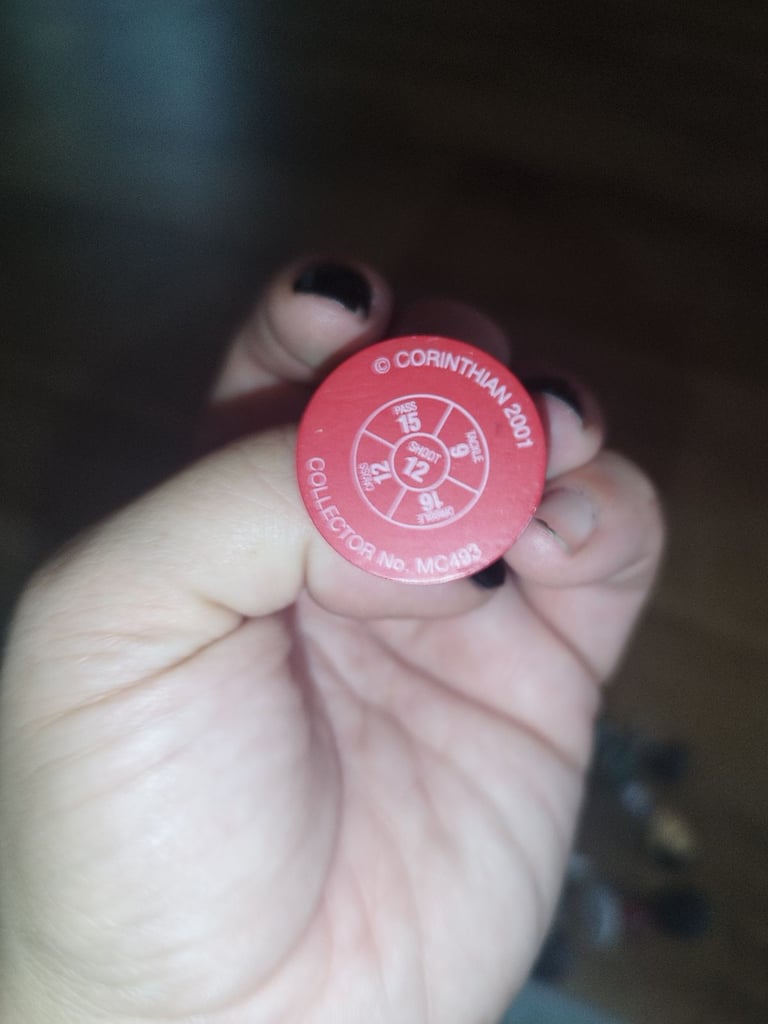 © CORINTHIAN 2001
PASS
15
TACKLE
9
SHOOT
12
CROSS
12
DRIBBLE
16
COLLECTOR No. MC493